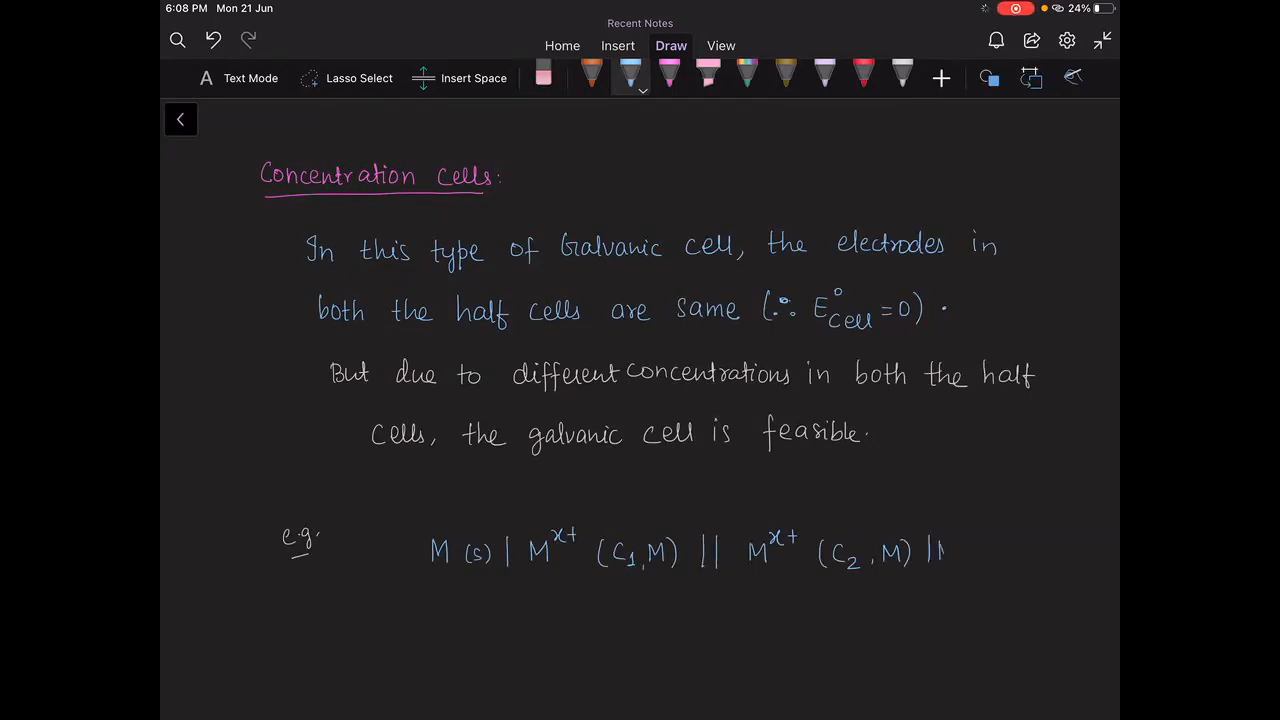 6:08 PM Mon 21 Jun
24%
Recent Notes
Home Insert Draw View
Text Mode Lasso Select Insert Space
Concentration Cells:
In this type of Galvanic cell, the electrodes in
both the half cells are same (∴ E°cell = 0) .
But due to different concentrations in both the half
cells, the galvanic cell is feasible.
e.g. M (s) | Mˣ⁺ (C₁, M) || Mˣ⁺ (C₂, M) |